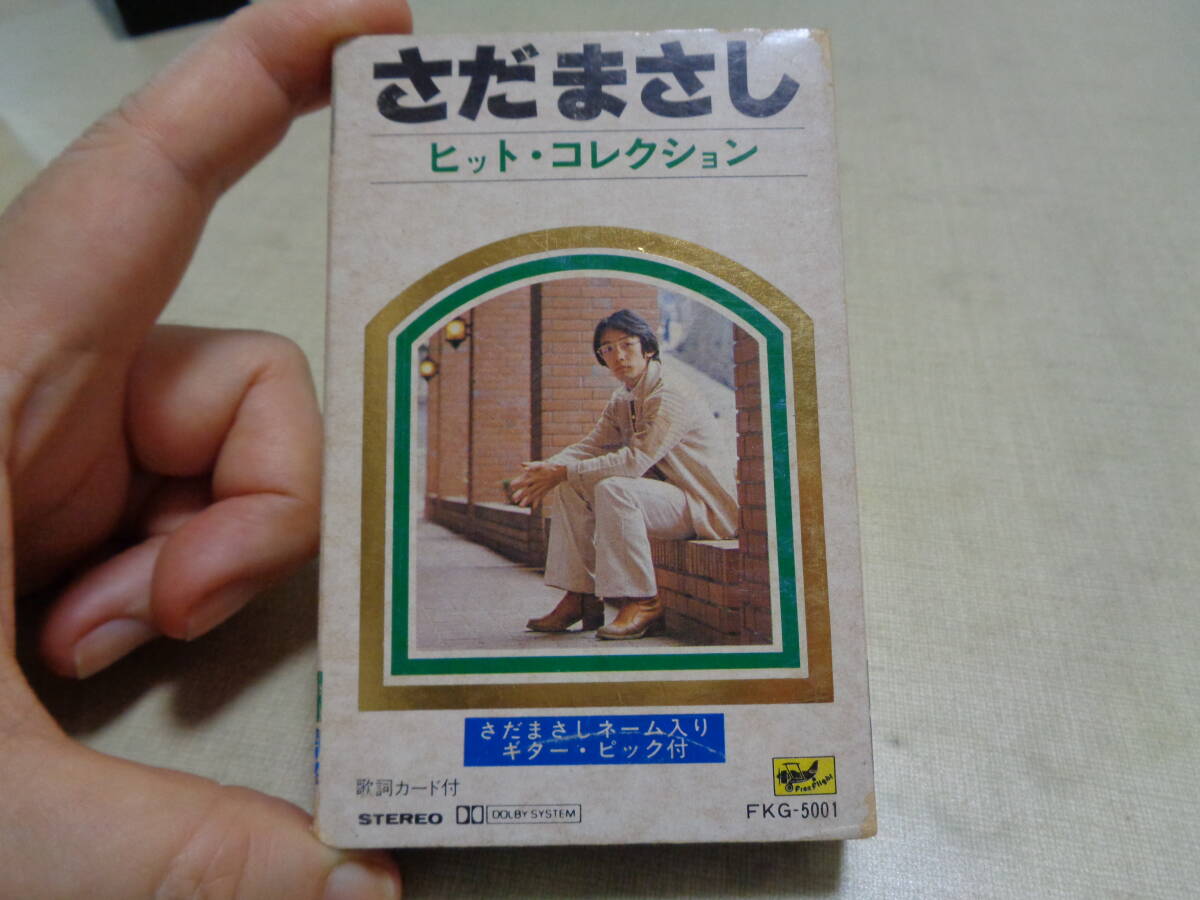 さだまさし
ヒット・コレクション
さだまさしネーム入り
ギター・ピック付
歌詞カード付
STEREO DOLBY SYSTEM
Free Flight
FKG-5001